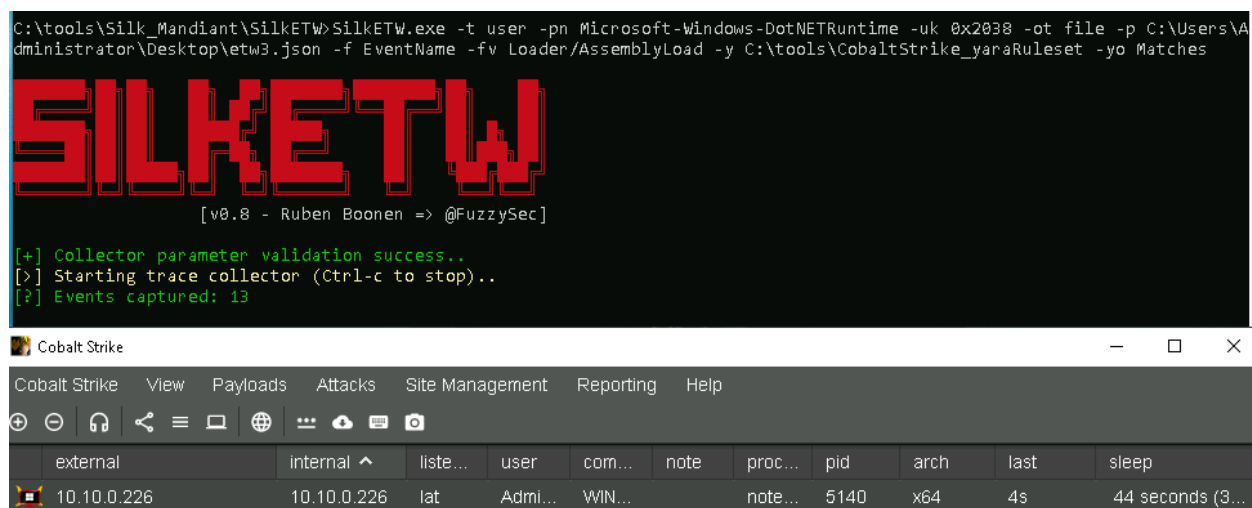 C:\tools\Silk_Mandiant\SilkETW>SilkETW.exe -t user -pn Microsoft-Windows-DotNETRuntime -uk 0x2038 -ot file -p C:\Users\A
dministrator\Desktop\etw3.json -f EventName -fv Loader/AssemblyLoad -y C:\tools\CobaltStrike_yaraRuleset -yo Matches
SILKETW
[v0.8 - Ruben Boonen => @FuzzySec]
[+] Collector parameter validation success..
[>] Starting trace collector (Ctrl-c to stop)..
[?] Events captured: 13
Cobalt Strike
Cobalt Strike View Payloads Attacks Site Management Reporting Help
external internal liste... user com... note proc... pid arch last sleep
10.10.0.226 10.10.0.226 lat Admi... WIN... note... 5140 x64 4s 44 seconds (3...